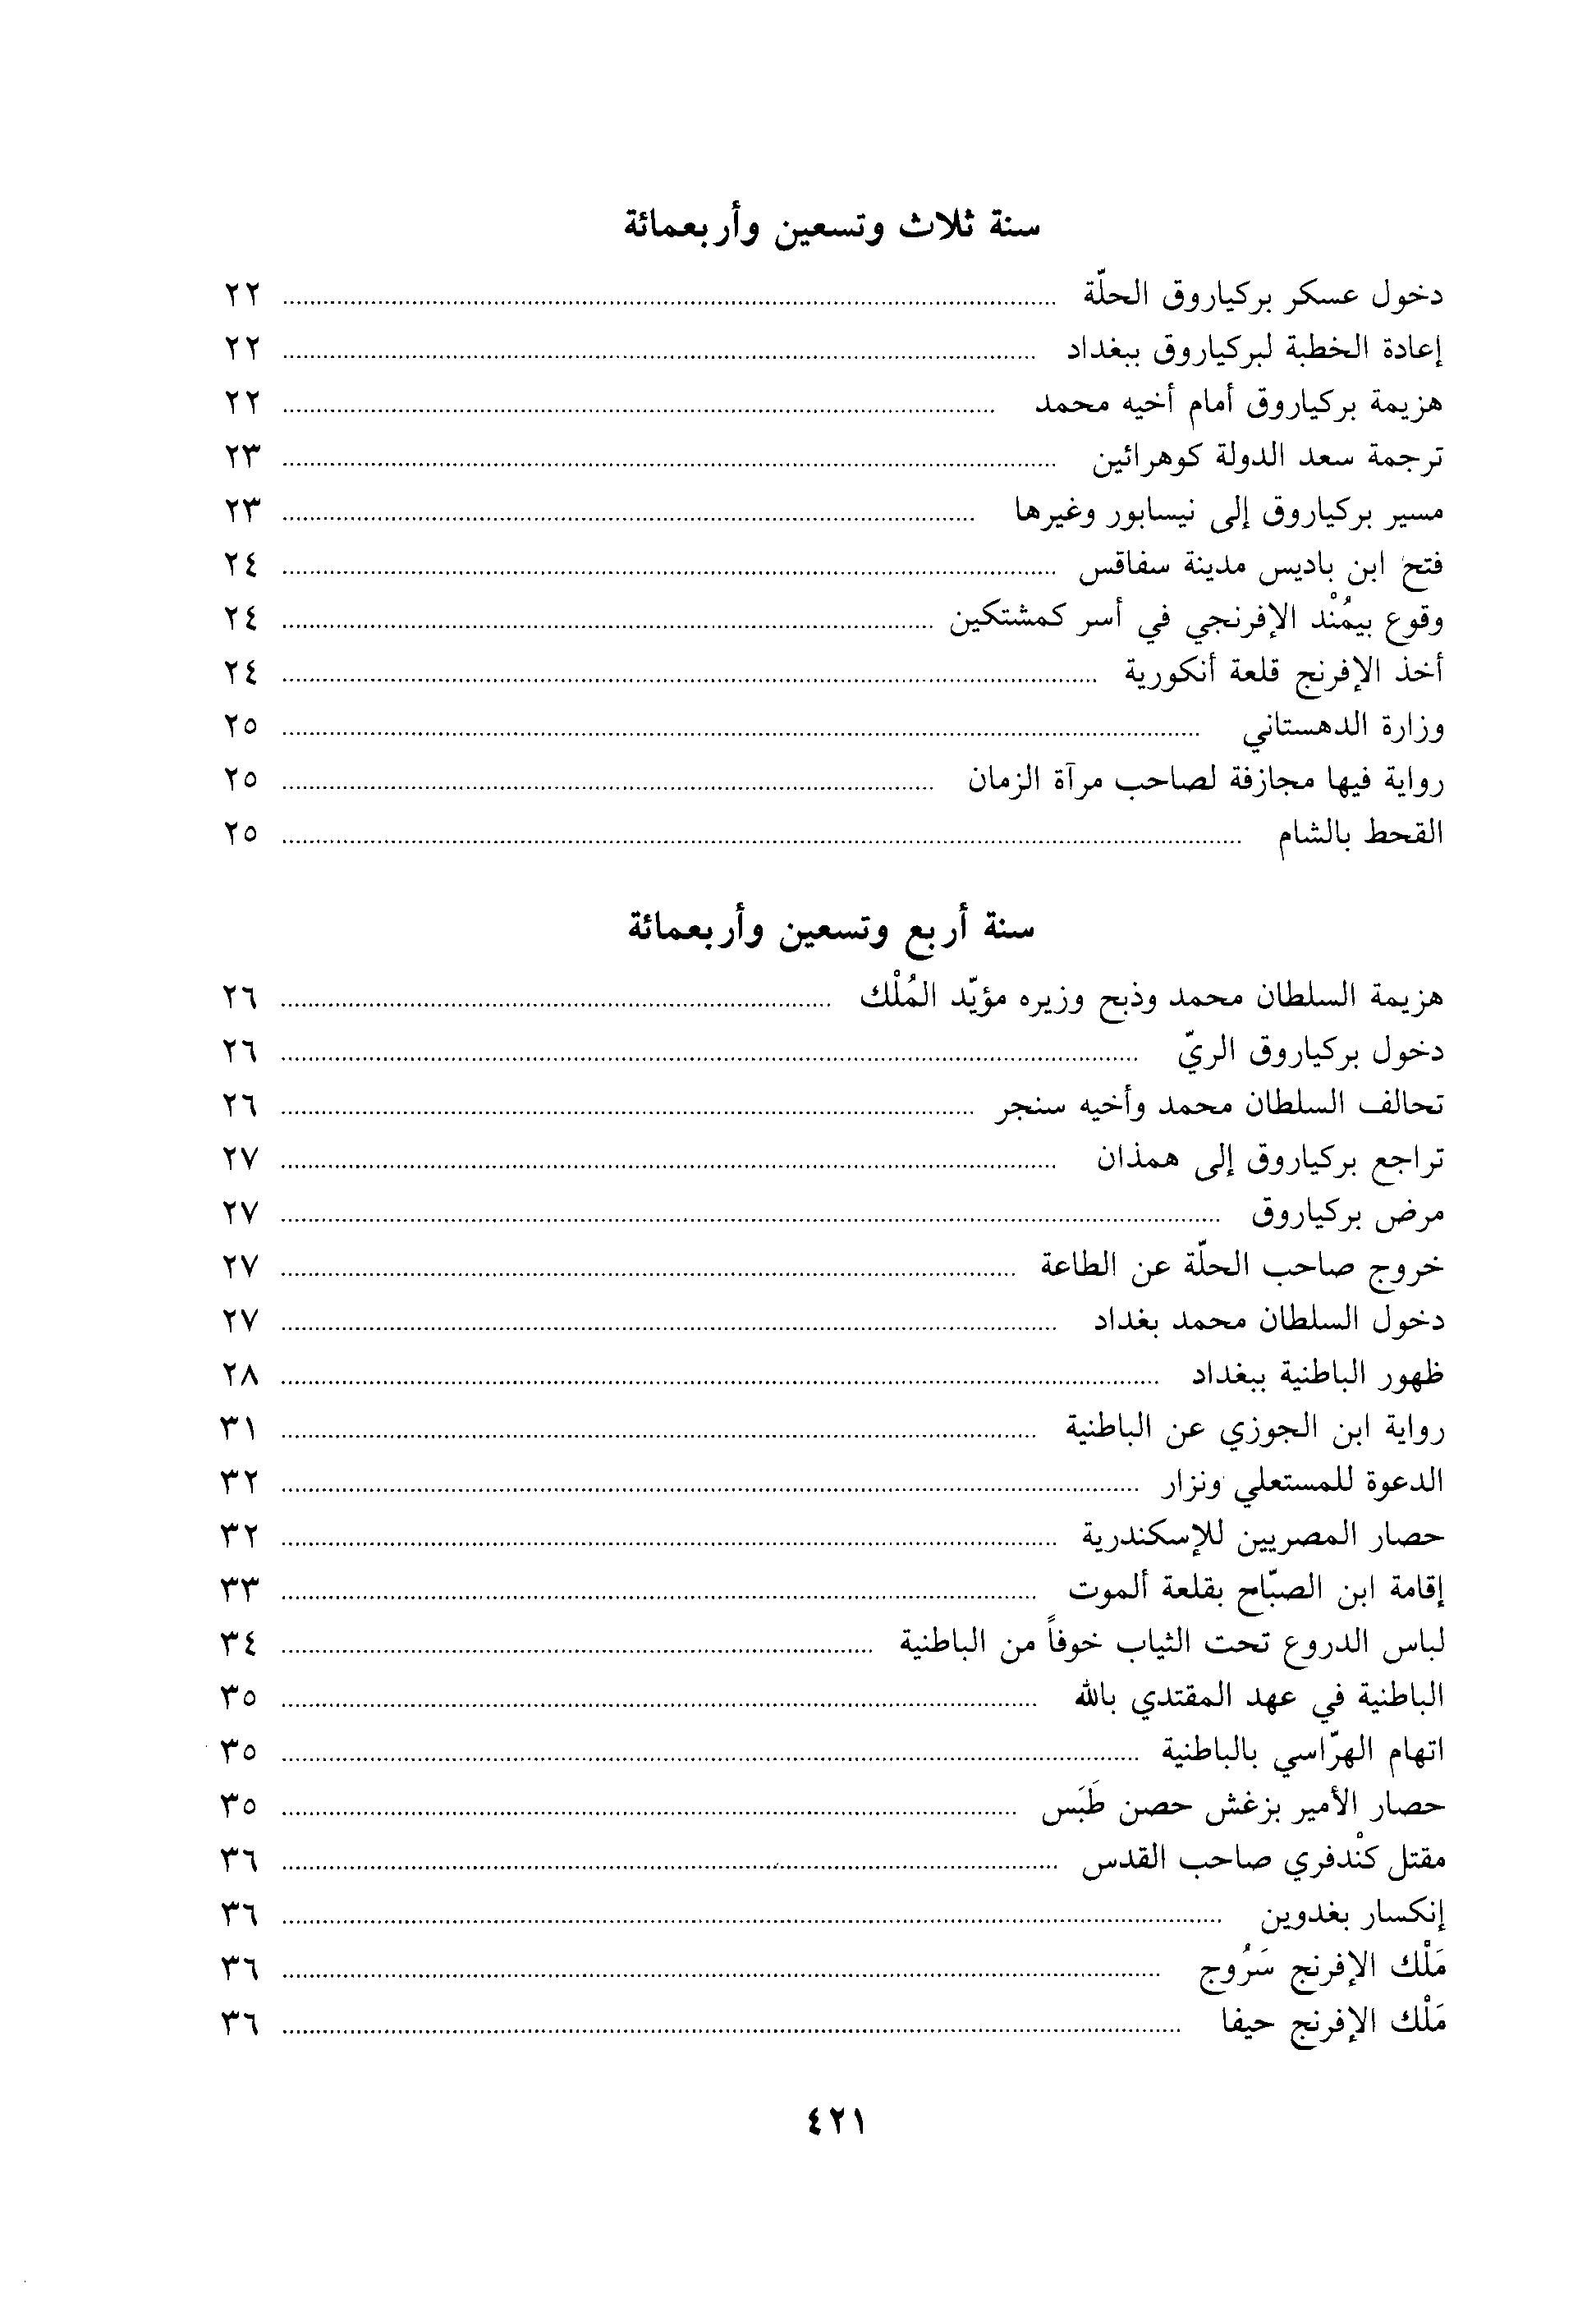 سنة ثلاث وتسعين وأربعمائة
دخول عسكر بركياروق الحلّة ........ ٢٢
إعادة الخطبة لبركياروق ببغداد ........ ٢٢
هزيمة بركياروق أمام أخيه محمد ........ ٢٢
ترجمة سعد الدولة كوهرائين ........ ٢٣
مسير بركياروق إلى نيسابور وغيرها ........ ٢٣
فتح ابن باديس مدينة سفاقس ........ ٢٤
وقوع بيمُنْد الإفرنجي في أسر كمشتكين ........ ٢٤
أخذ الإفرنج قلعة أنكورية ........ ٢٤
وزارة الدهستاني ........ ٢٥
رواية فيها مجازفة لصاحب مرآة الزمان ........ ٢٥
القحط بالشام ........ ٢٥
سنة أربع وتسعين وأربعمائة
هزيمة السلطان محمد وذبح وزيره مؤيّد المُلْك ........ ٢٦
دخول بركياروق الريّ ........ ٢٦
تحالف السلطان محمد وأخيه سنجر ........ ٢٦
تراجع بركياروق إلى همذان ........ ٢٧
مرض بركياروق ........ ٢٧
خروج صاحب الحلّة عن الطاعة ........ ٢٧
دخول السلطان محمد بغداد ........ ٢٧
ظهور الباطنية ببغداد ........ ٢٨
رواية ابن الجوزي عن الباطنية ........ ٣١
الدعوة للمستعلي ونزار ........ ٣٢
حصار المصريين للإسكندرية ........ ٣٢
إقامة ابن الصبّاح بقلعة ألموت ........ ٣٣
لباس الدروع تحت الثياب خوفاً من الباطنية ........ ٣٤
الباطنية في عهد المقتدي بالله ........ ٣٥
اتهام الهرّاسي بالباطنية ........ ٣٥
حصار الأمير بزغش حصن طَبَس ........ ٣٥
مقتل كنْدفري صاحب القدس ........ ٣٦
إنكسار بغدوين ........ ٣٦
مَلْك الإفرنج سَرُوج ........ ٣٦
مَلْك الإفرنج حيفا ........ ٣٦
٤٢١